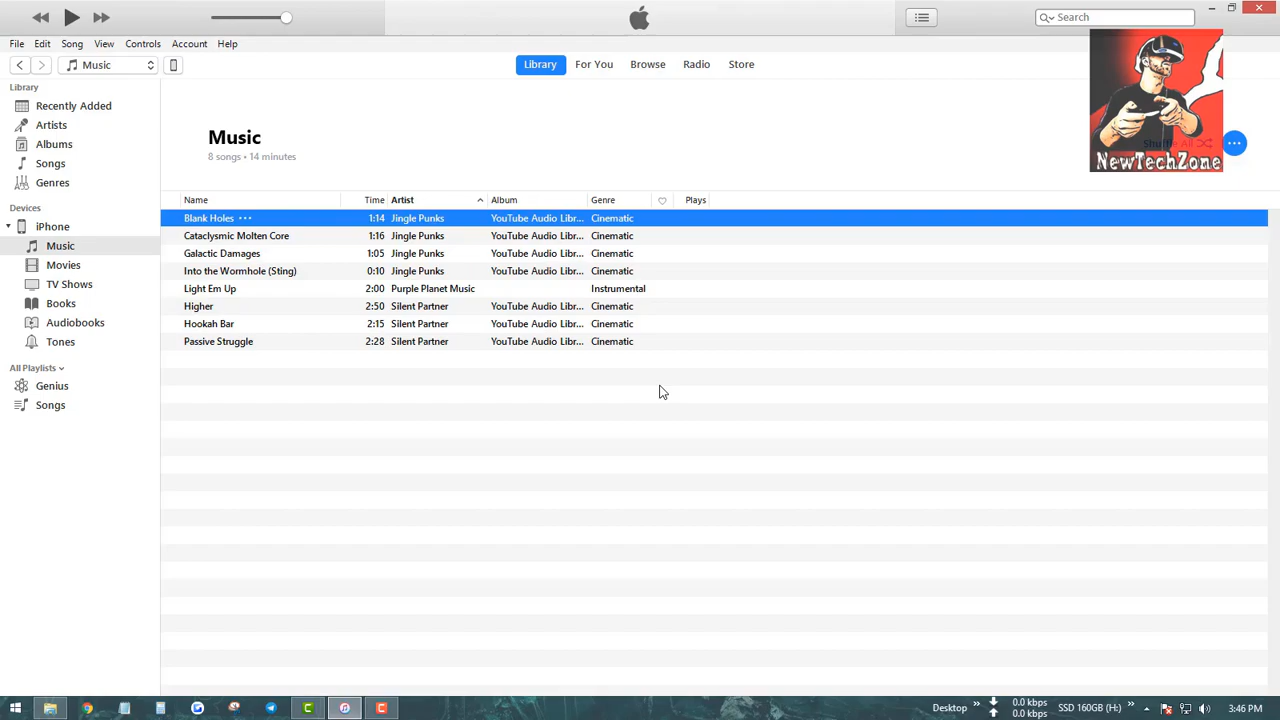 Search
File Edit Song View Controls Account Help
Music
Library For You Browse Radio Store
Library
Recently Added
Artists
Albums
Songs
Genres
Devices
iPhone
Music
Movies
TV Shows
Books
Audiobooks
Tones
All Playlists
Genius
Songs
Music
8 songs • 14 minutes
Shuffle All
NewTechZone
Name Time Artist Album Genre Plays
Blank Holes ••• 1:14 Jingle Punks YouTube Audio Libr... Cinematic
Cataclysmic Molten Core 1:16 Jingle Punks YouTube Audio Libr... Cinematic
Galactic Damages 1:05 Jingle Punks YouTube Audio Libr... Cinematic
Into the Wormhole (Sting) 0:10 Jingle Punks YouTube Audio Libr... Cinematic
Light Em Up 2:00 Purple Planet Music Instrumental
Higher 2:50 Silent Partner YouTube Audio Libr... Cinematic
Hookah Bar 2:15 Silent Partner YouTube Audio Libr... Cinematic
Passive Struggle 2:28 Silent Partner YouTube Audio Libr... Cinematic
Desktop » 0.0 kbps SSD 160GB (H:) » 3:46 PM
0.0 kbps